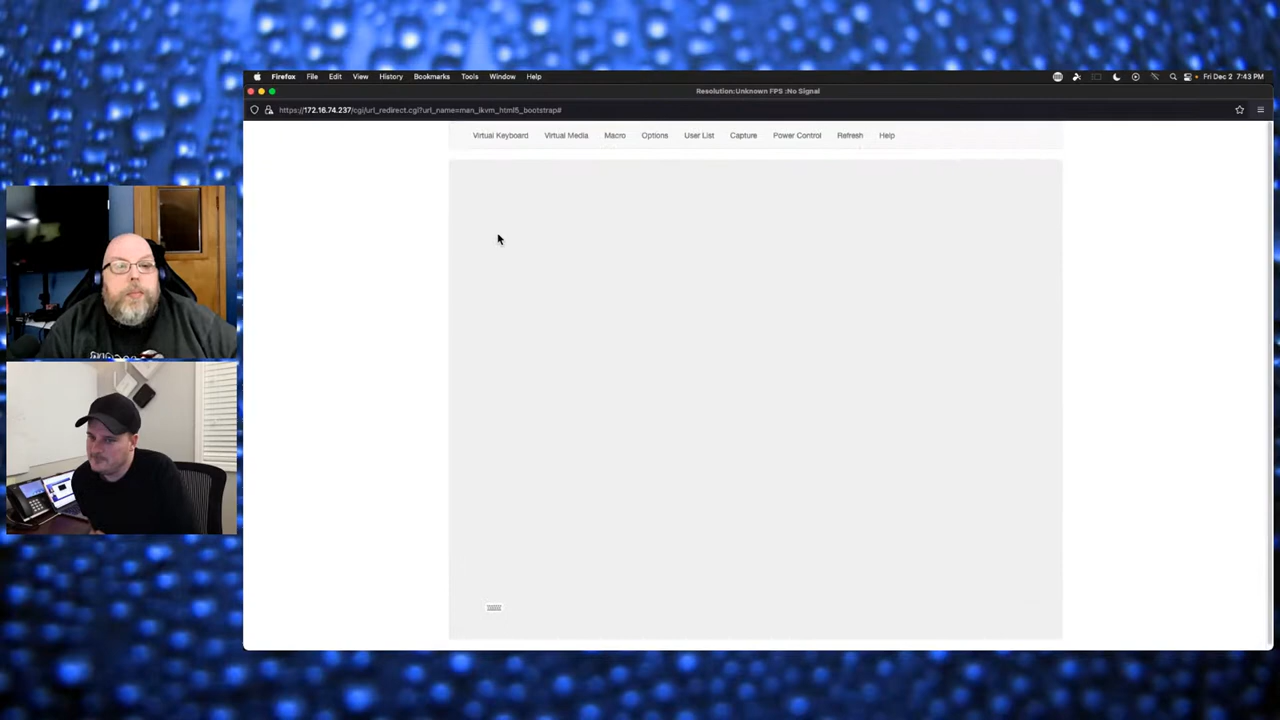 Firefox File Edit View History Bookmarks Tools Window Help Fri Dec 2 7:43 PM
Resolution:Unknown FPS :No Signal
https://172.16.74.237/cgi/url_redirect.cgi?url_name=man_ikvm_html5_bootstrap#
Virtual Keyboard Virtual Media Macro Options User List Capture Power Control Refresh Help